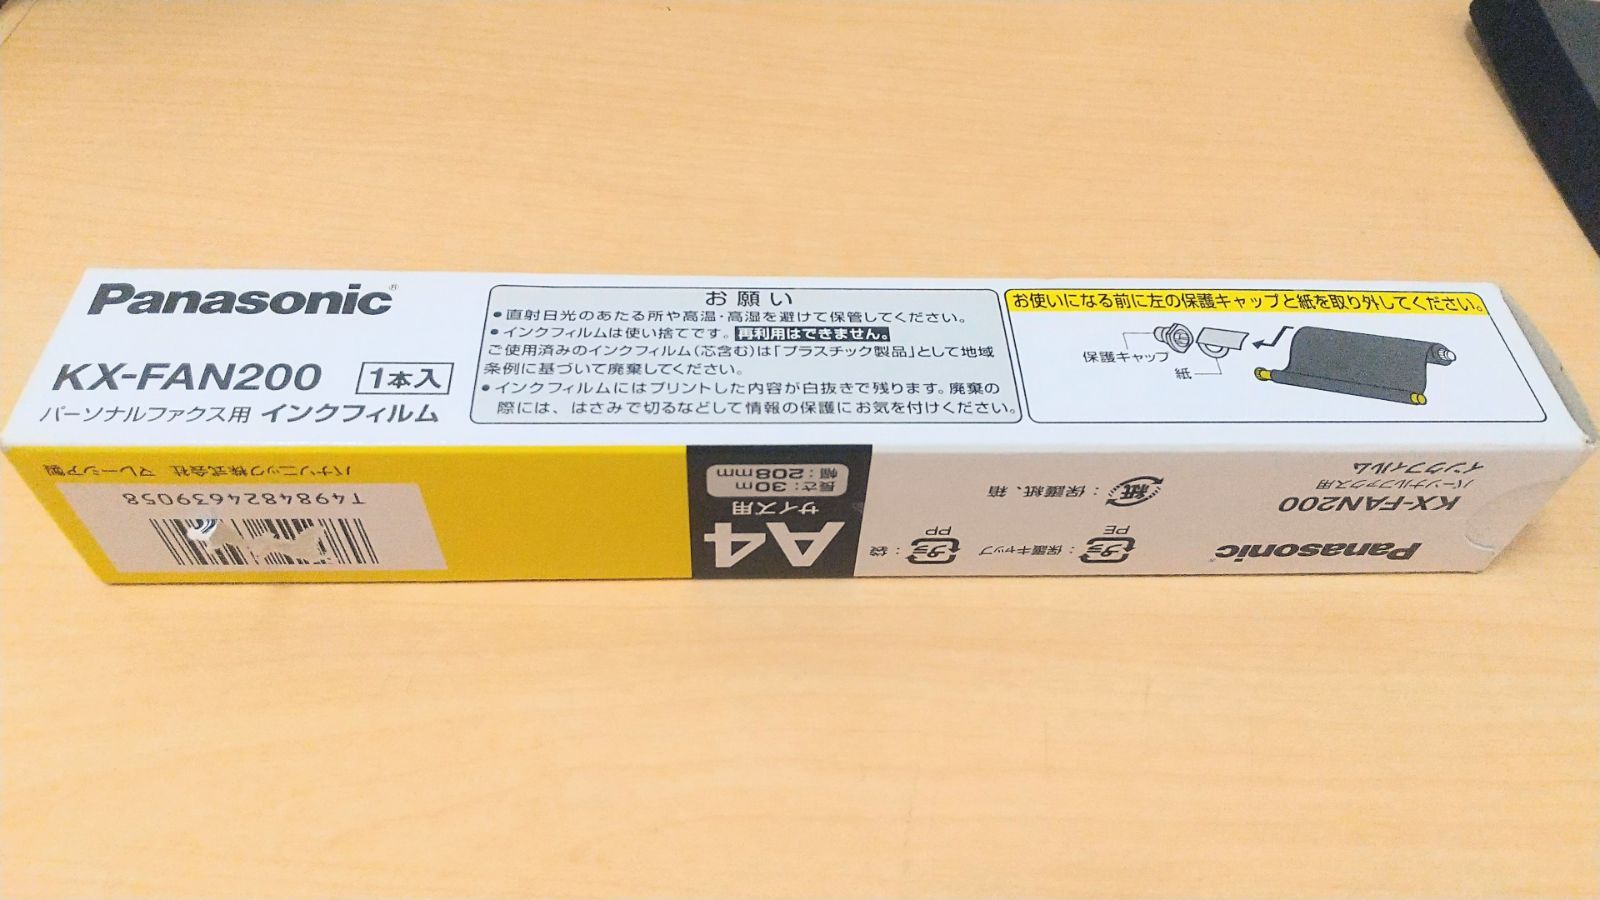 Panasonic®
KX-FAN200 1本入
パーソナルファクス用 インクフィルム
お願い
• 直射日光のあたる所や高温・高湿を避けて保管してください。
• インクフィルムは使い捨てです。再利用はできません。
ご使用済みのインクフィルム(芯含む)は「プラスチック製品」として地域
条例に基づいて廃棄してください。
• インクフィルムにはプリントした内容が白抜きで残ります。廃棄の
際には、はさみで切るなどして情報の保護にお気を付けください。
お使いになる前に左の保護キャップと紙を取り外してください。
保護キャップ
紙
Panasonic®
KX-FAN200
パーソナルファクス用
インクフィルム
プラ : 保護キャップ
PE
プラ : 袋
PP
紙 : 保護紙、箱
A4
サイズ用
長さ:30m
幅:208mm
T4984824639058
パナソニック株式会社 マレーシア製